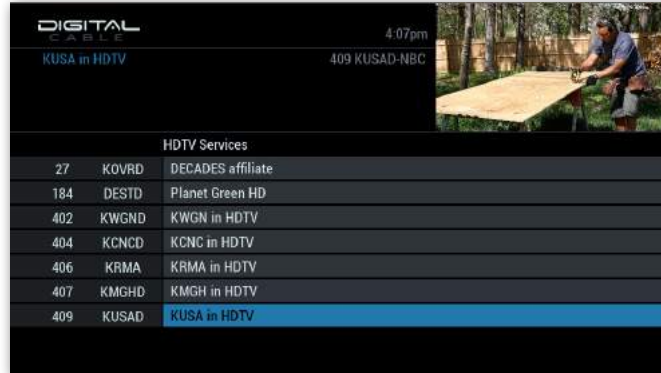 DIGITAL
CABLE
4:07pm
KUSA in HDTV 409 KUSAD-NBC
HDTV Services
27 KOVRD DECADES affiliate
184 DESTD Planet Green HD
402 KWGND KWGN in HDTV
404 KCNCD KCNC in HDTV
406 KRMA KRMA in HDTV
407 KMGHD KMGH in HDTV
409 KUSAD KUSA in HDTV